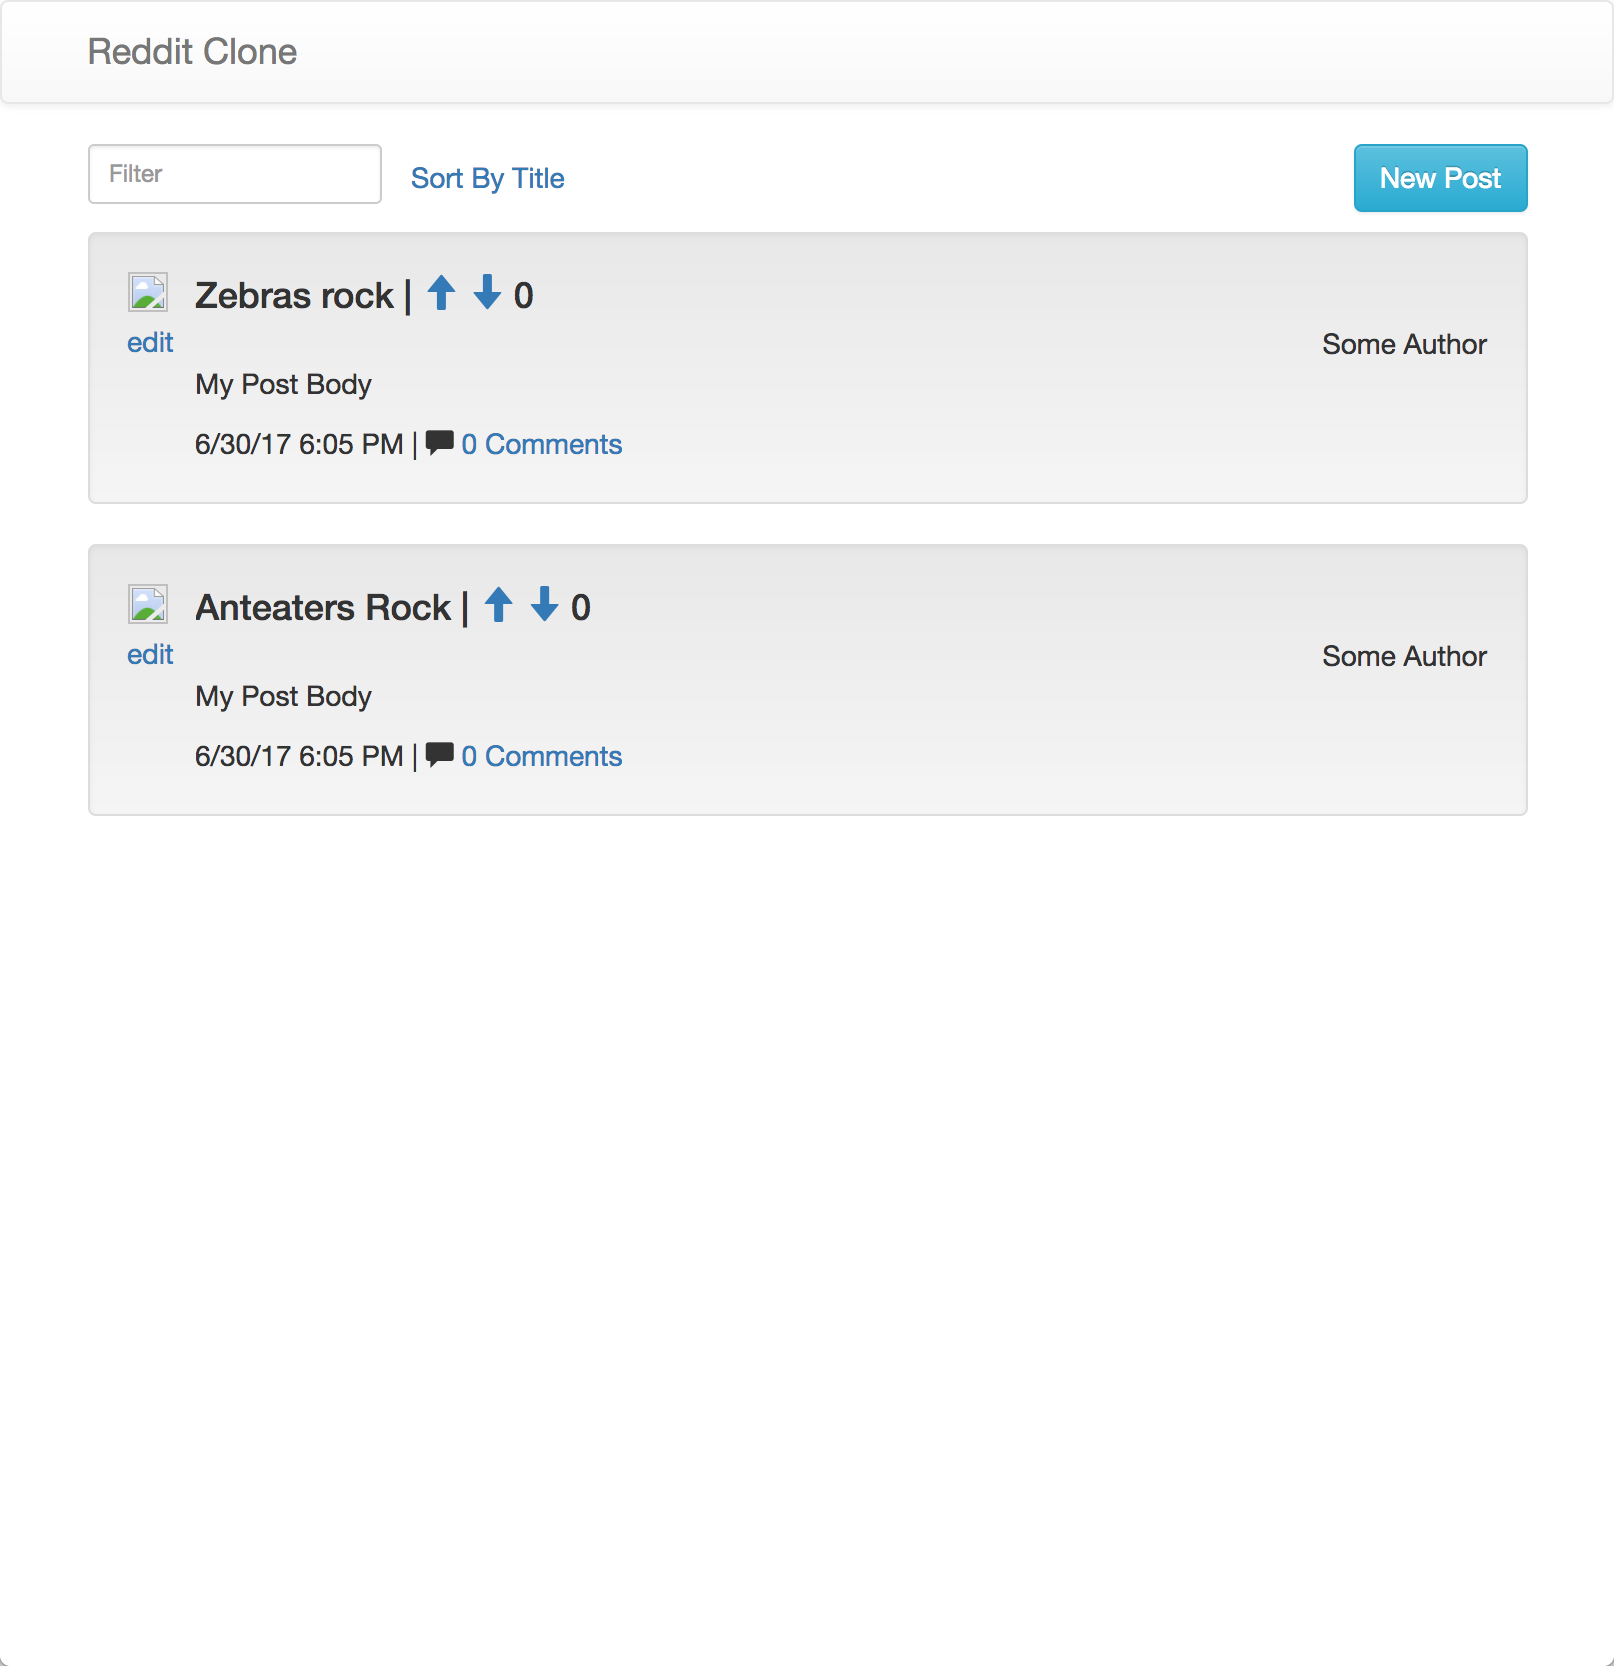 Reddit Clone
Filter
Sort By Title
New Post
Zebras rock | 0
edit
Some Author
My Post Body
6/30/17 6:05 PM | 0 Comments
Anteaters Rock | 0
edit
Some Author
My Post Body
6/30/17 6:05 PM | 0 Comments